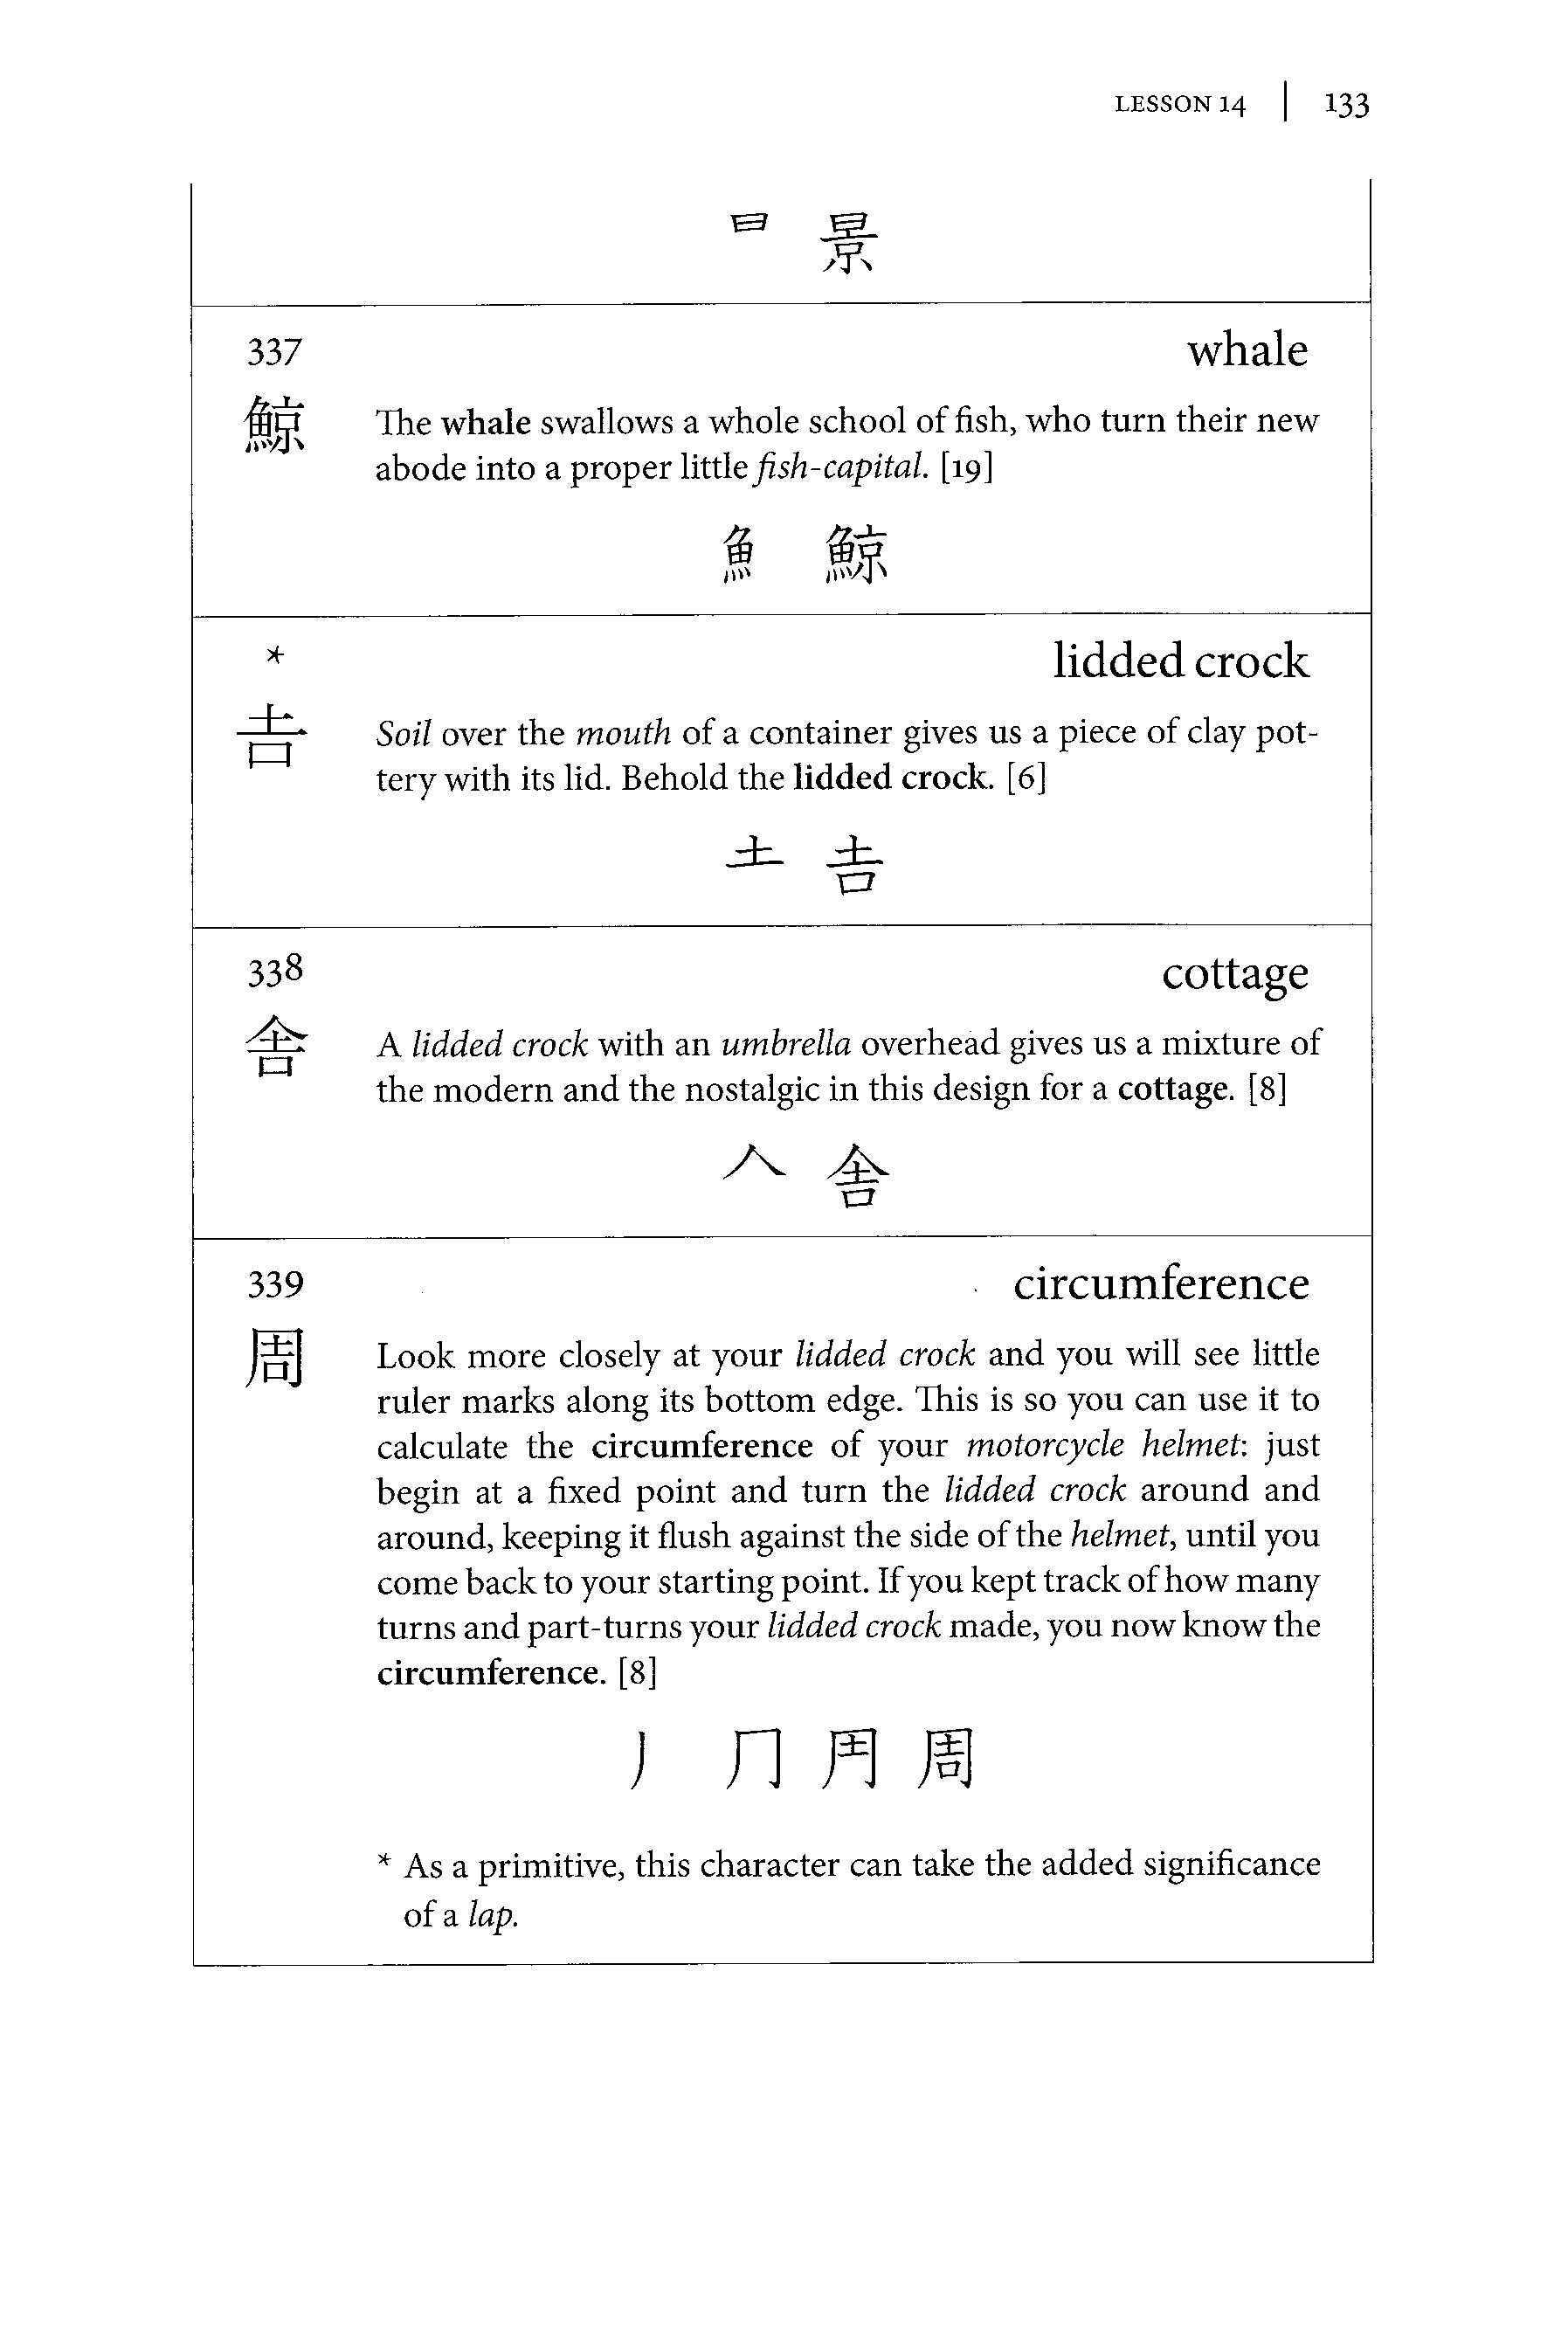 LESSON 14 | 133
日 景
337 whale
鯨 The whale swallows a whole school of fish, who turn their new
abode into a proper little fish-capital. [19]
魚 鯨
* lidded crock
𠮷 Soil over the mouth of a container gives us a piece of clay pot-
tery with its lid. Behold the lidded crock. [6]
土 𠮷
338 cottage
舎 A lidded crock with an umbrella overhead gives us a mixture of
the modern and the nostalgic in this design for a cottage. [8]
𠆢 舎
339 circumference
周 Look more closely at your lidded crock and you will see little
ruler marks along its bottom edge. This is so you can use it to
calculate the circumference of your motorcycle helmet: just
begin at a fixed point and turn the lidded crock around and
around, keeping it flush against the side of the helmet, until you
come back to your starting point. If you kept track of how many
turns and part-turns your lidded crock made, you now know the
circumference. [8]
丿 冂 周
* As a primitive, this character can take the added significance
of a lap.